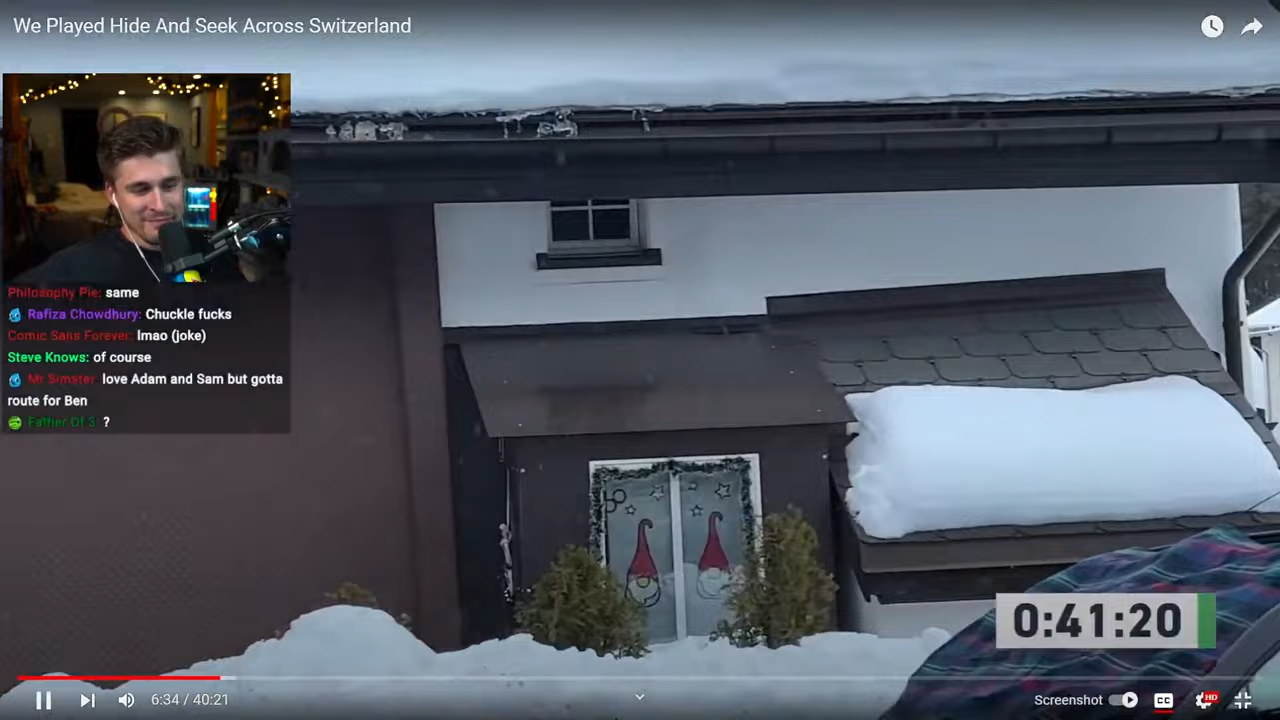 We Played Hide And Seek Across Switzerland
Philosophy Pie: same
Rafiza Chowdhury: Chuckle fucks
Comic Sans Forever: lmao (joke)
Steve Knows: of course
Mr Simster love Adam and Sam but gotta
route for Ben
Father Of 3: ?
0:41:20
6:34 / 40:21
Screenshot
CC
HD